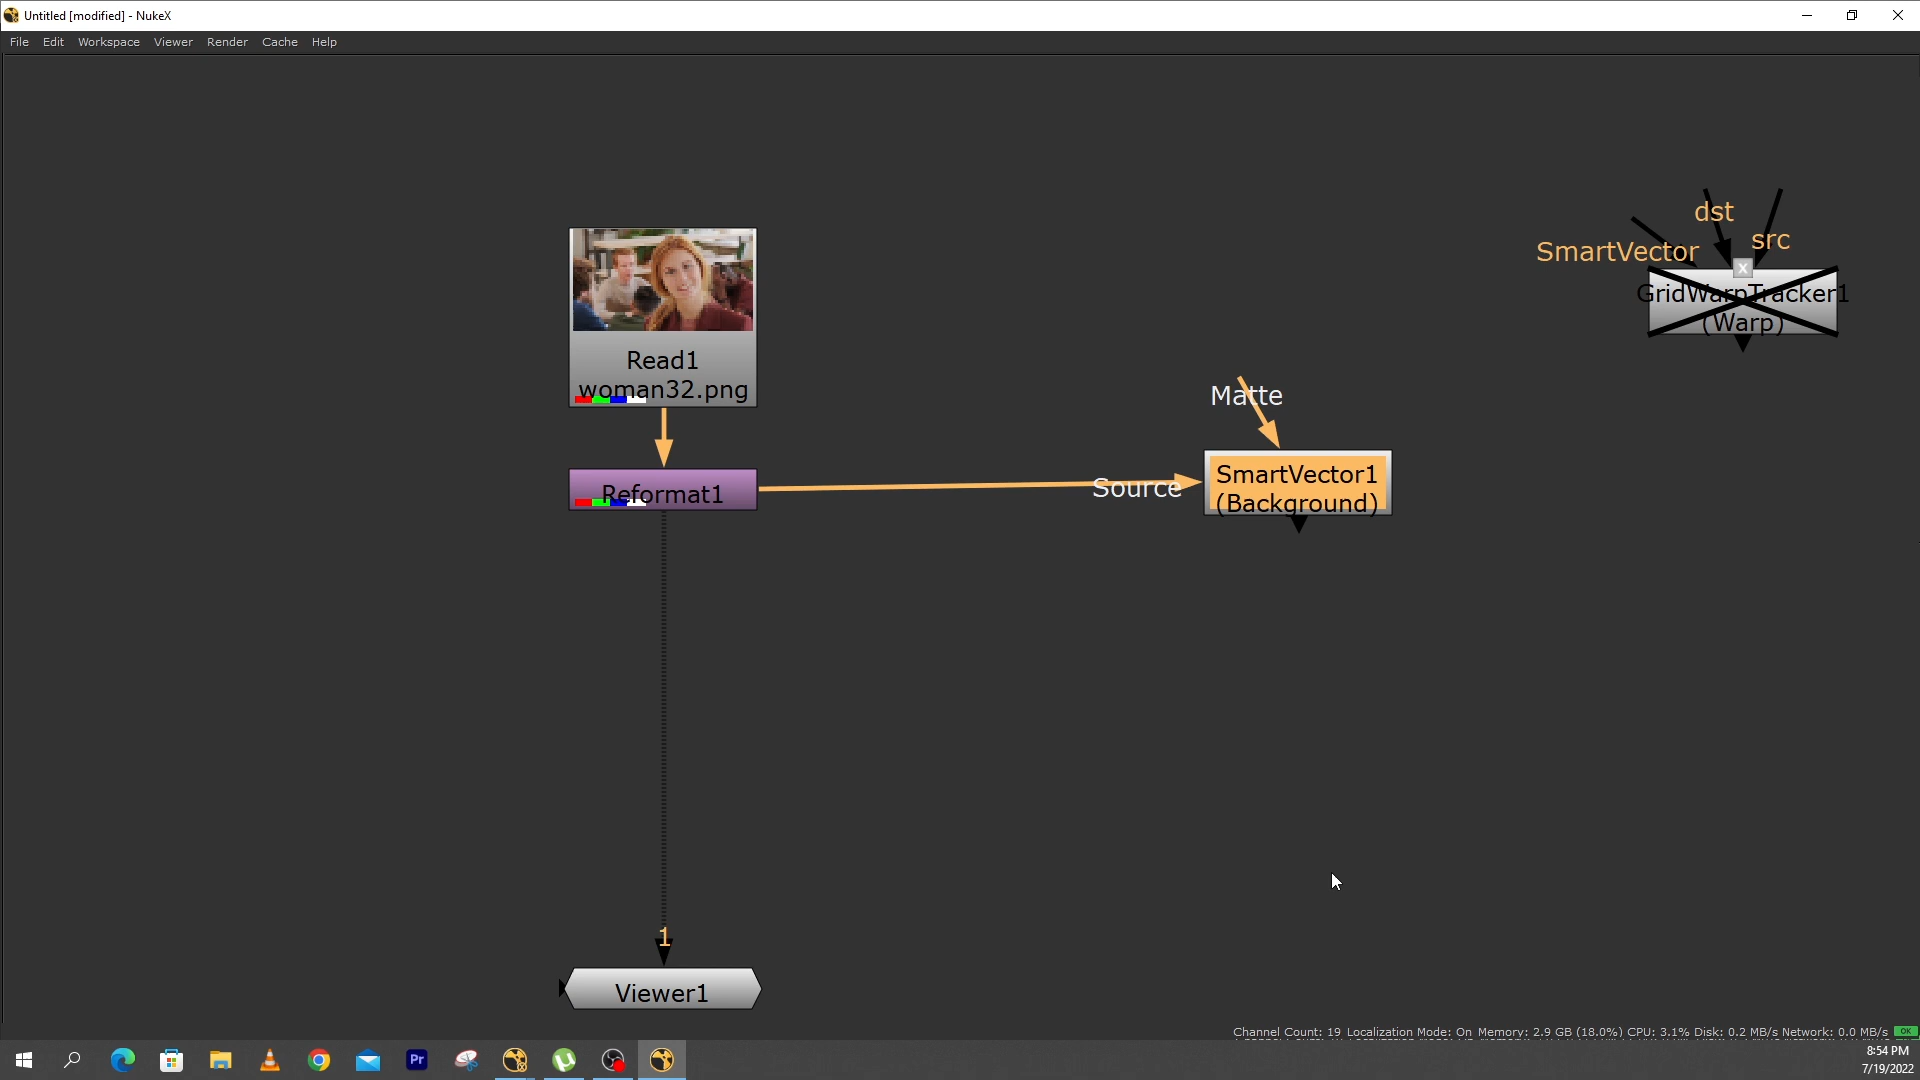 Untitled [modified] - NukeX
File Edit Workspace Viewer Render Cache Help
dst
src
SmartVector
X
GridWarpTracker1
(Warp)
Read1
woman32.png
Matte
Reformat1
Source
SmartVector1
(Background)
1
Viewer1
Channel Count: 19 Localization Mode: On Memory: 2.9 GB (18.0%) CPU: 3.1% Disk: 0.2 MB/s Network: 0.0 MB/s OK
Pr
8:54 PM
7/19/2022